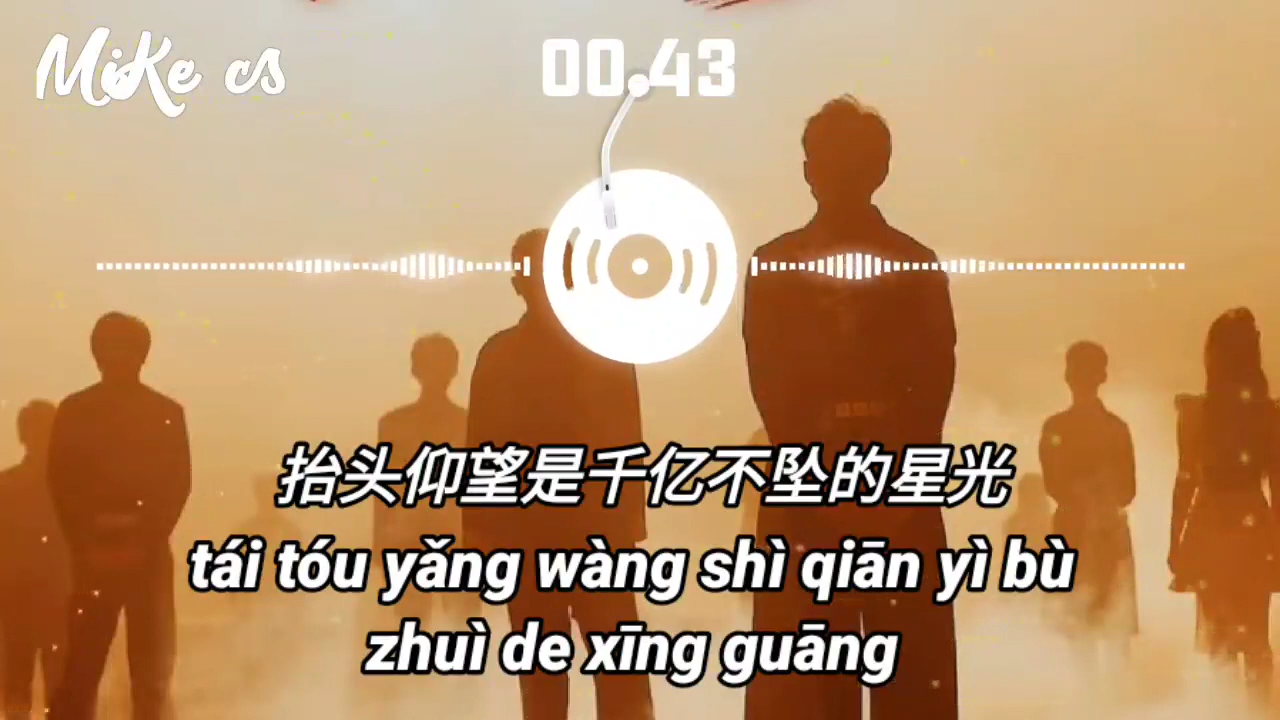 Mike cs
00.43
抬头仰望是千亿不坠的星光
tái tóu yǎng wàng shì qiān yì bù
zhuì de xīng guāng